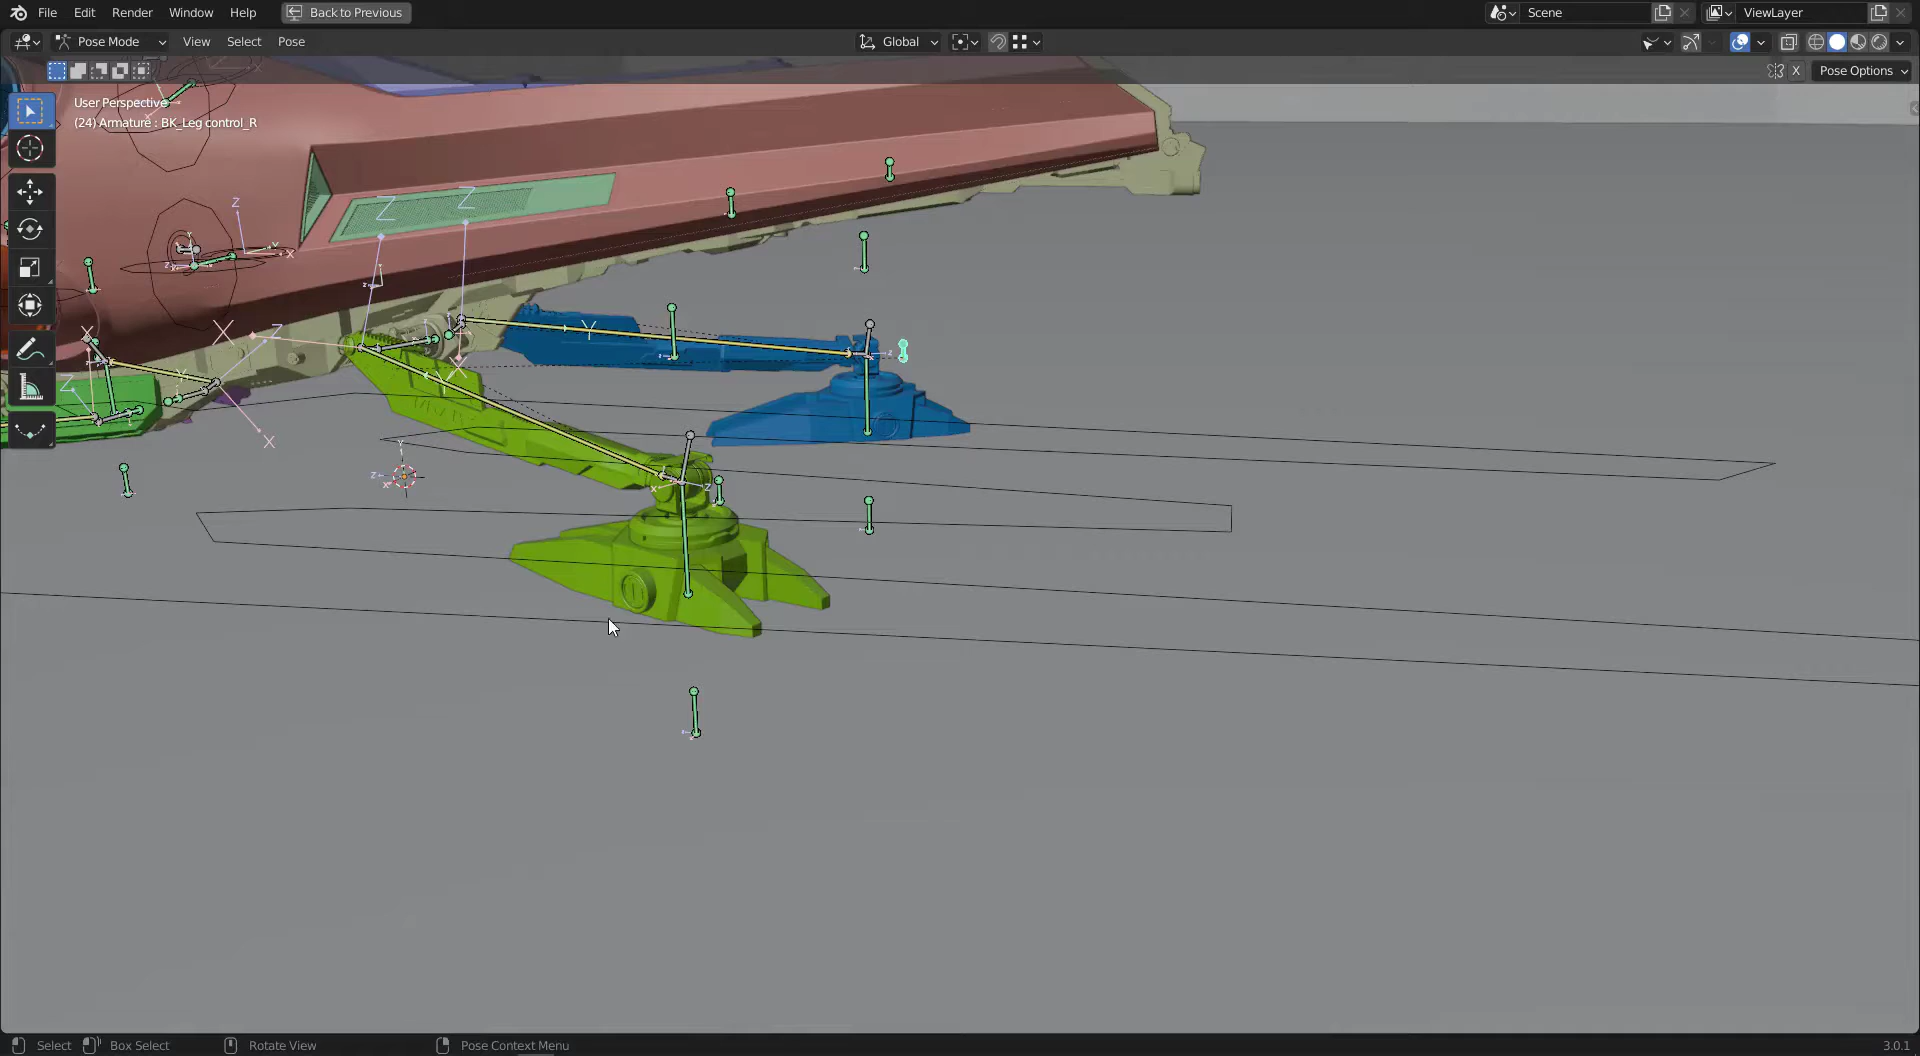 File Edit Render Window Help Back to Previous Scene ViewLayer
Pose Mode View Select Pose Global
X Pose Options
User Perspective
(24) Armature : BK_Leg control_R
Z Z Z
X
X Z Y
X
Z Y Y
X
Select Box Select Rotate View Pose Context Menu 3.0.1